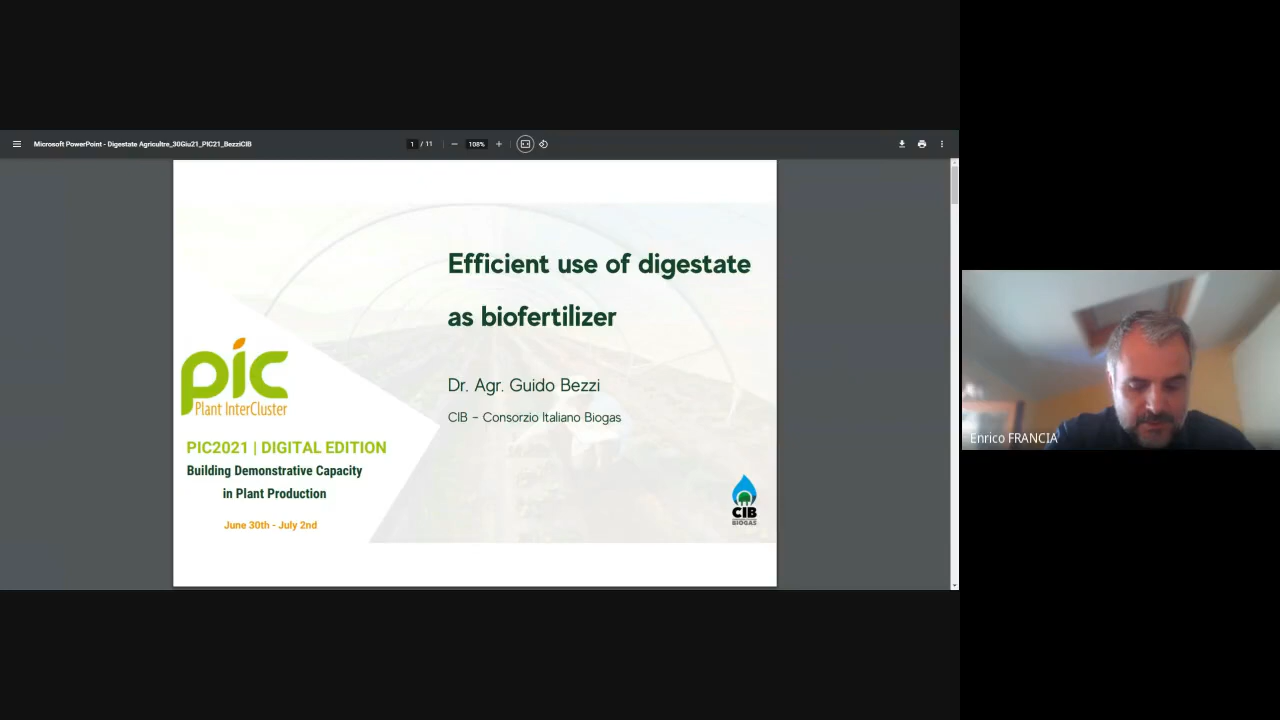 Microsoft PowerPoint - Digestate Agricultre_30Giu21_PIC21_BezziCIB
1 / 11
108%
Efficient use of digestate
as biofertilizer
Dr. Agr. Guido Bezzi
CIB - Consorzio Italiano Biogas
pic
Plant InterCluster
PIC2021 | DIGITAL EDITION
Building Demonstrative Capacity
in Plant Production
June 30th - July 2nd
CIB
BIOGAS
Enrico FRANCIA